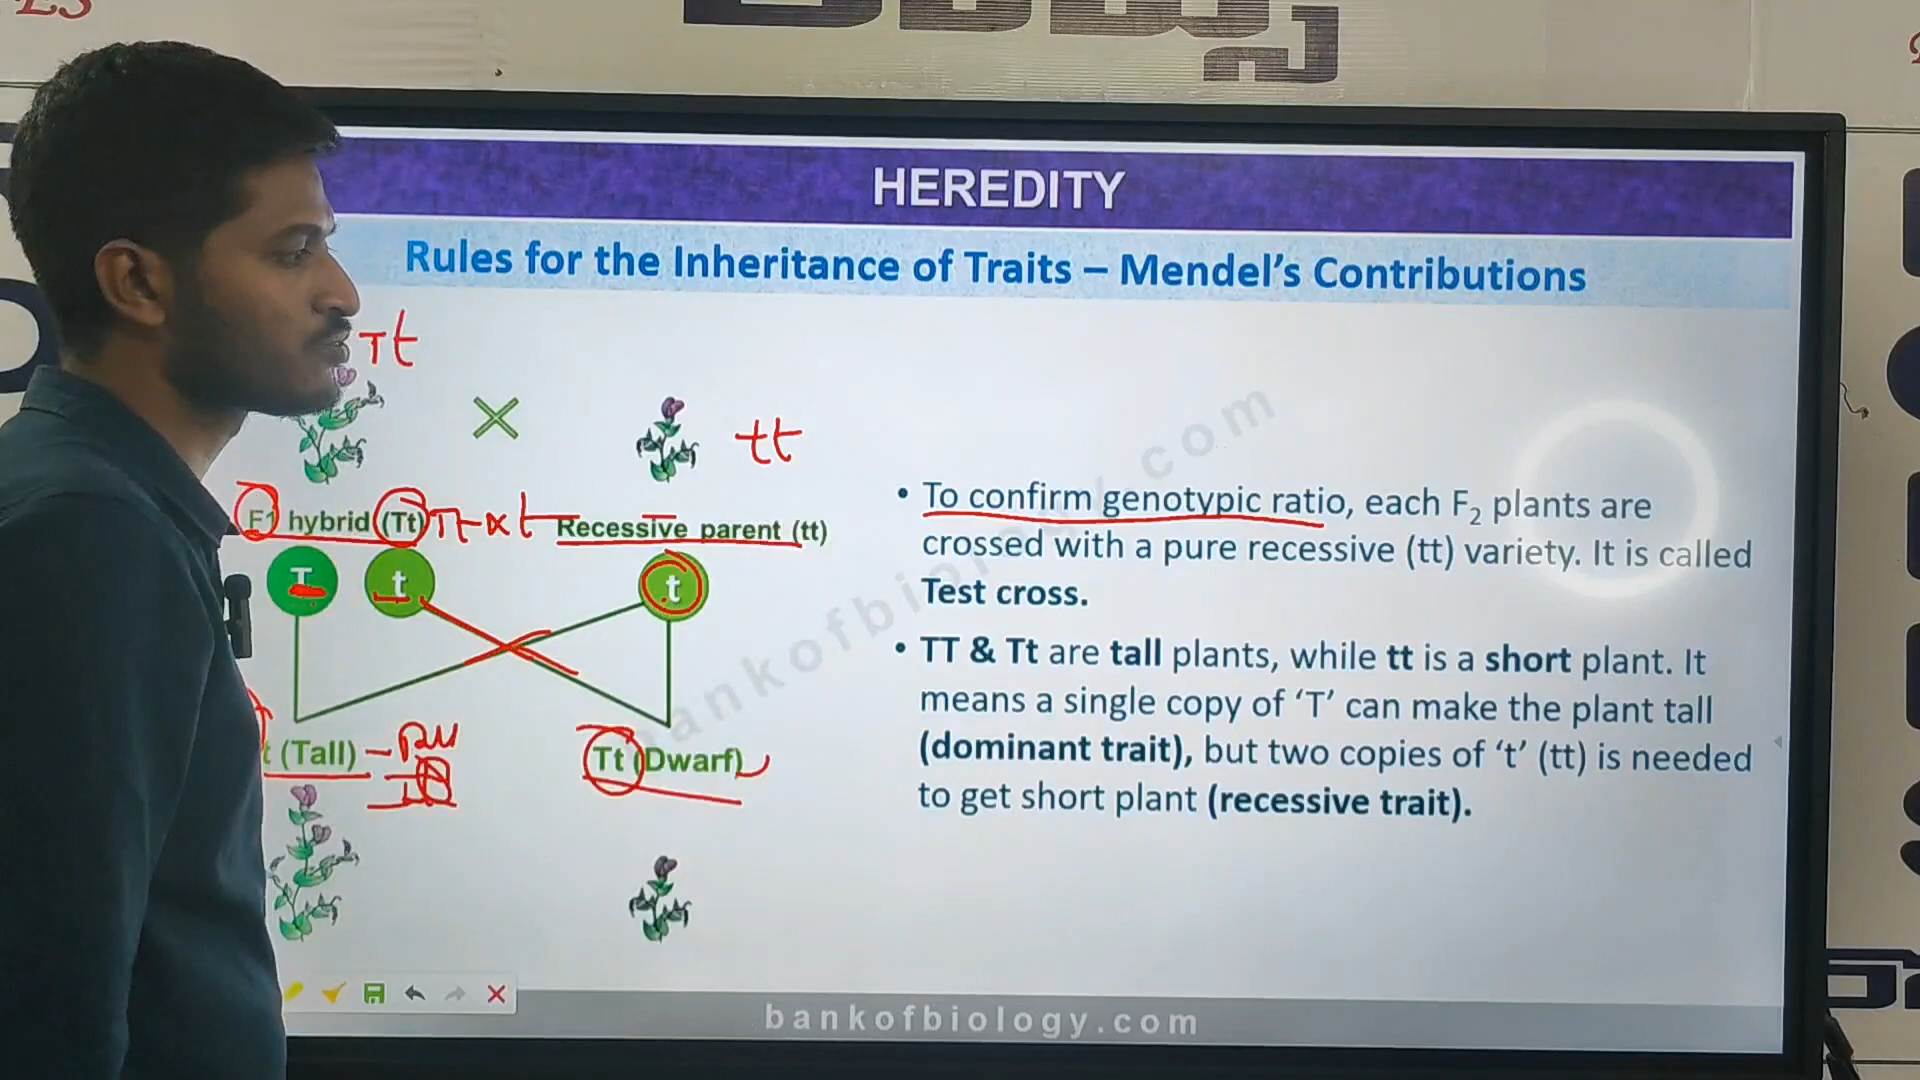 HEREDITY
Rules for the Inheritance of Traits – Mendel's Contributions
Tt
tt
F1 hybrid (Tt)
Recessive parent (tt)
T t t
t (Tall)
Tt (Dwarf)
• To confirm genotypic ratio, each F₂ plants are
crossed with a pure recessive (tt) variety. It is called
Test cross.
• TT & Tt are tall plants, while tt is a short plant. It
means a single copy of ‘T’ can make the plant tall
(dominant trait), but two copies of ‘t’ (tt) is needed
to get short plant (recessive trait).
bankofbiology.com
bankofbiology.com